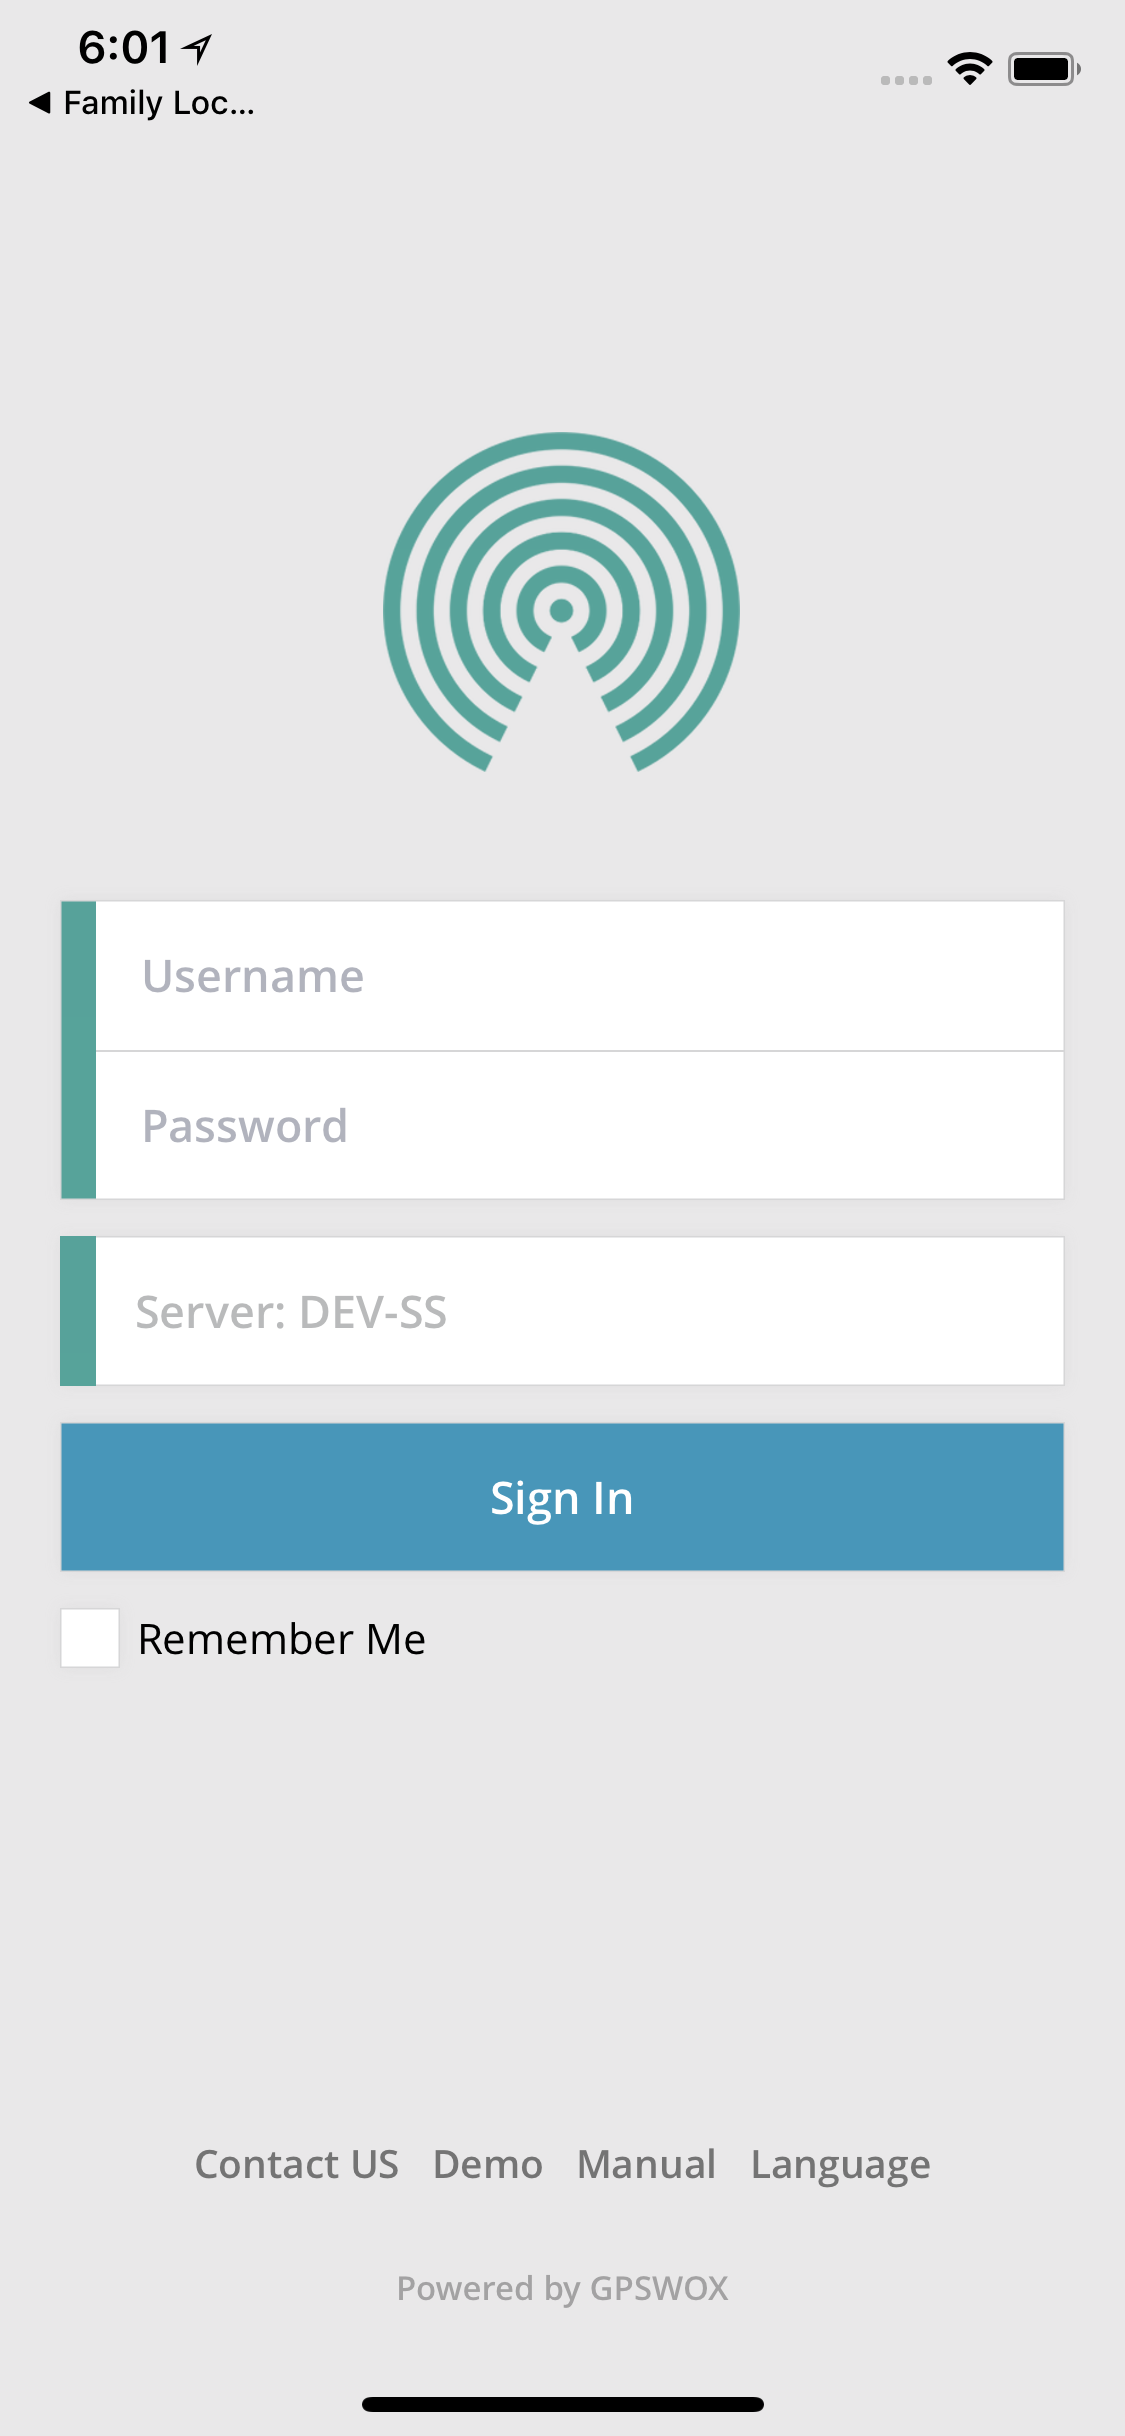 6:01
Family Loc...
Username
Password
Server: DEV-SS
Sign In
Remember Me
Contact US Demo Manual Language
Powered by GPSWOX